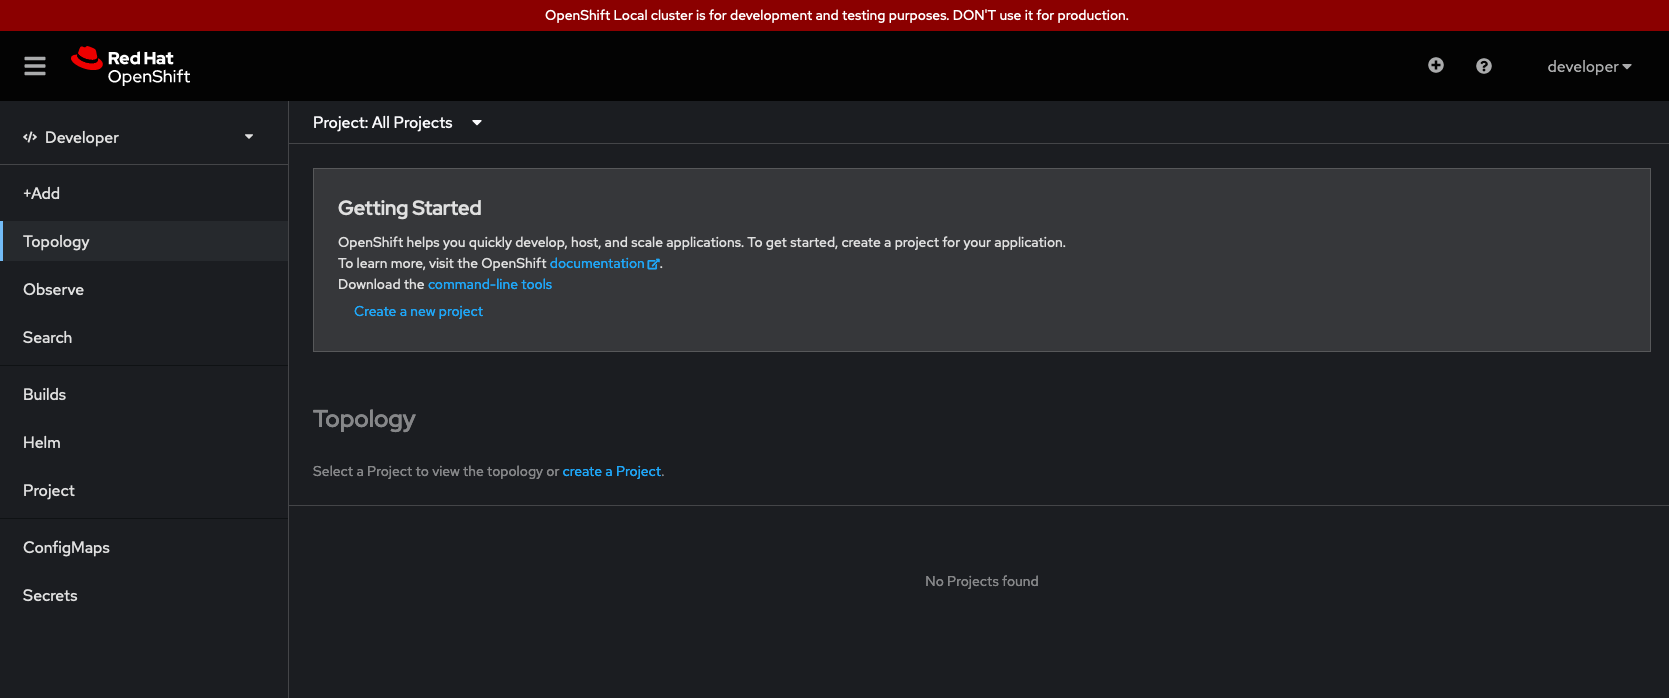 OpenShift Local cluster is for development and testing purposes. DON'T use it for production.
Red Hat
OpenShift
developer
Developer
+Add
Topology
Observe
Search
Builds
Helm
Project
ConfigMaps
Secrets
Project: All Projects
Getting Started
OpenShift helps you quickly develop, host, and scale applications. To get started, create a project for your application.
To learn more, visit the OpenShift documentation.
Download the command-line tools
Create a new project
Topology
Select a Project to view the topology or create a Project.
No Projects found